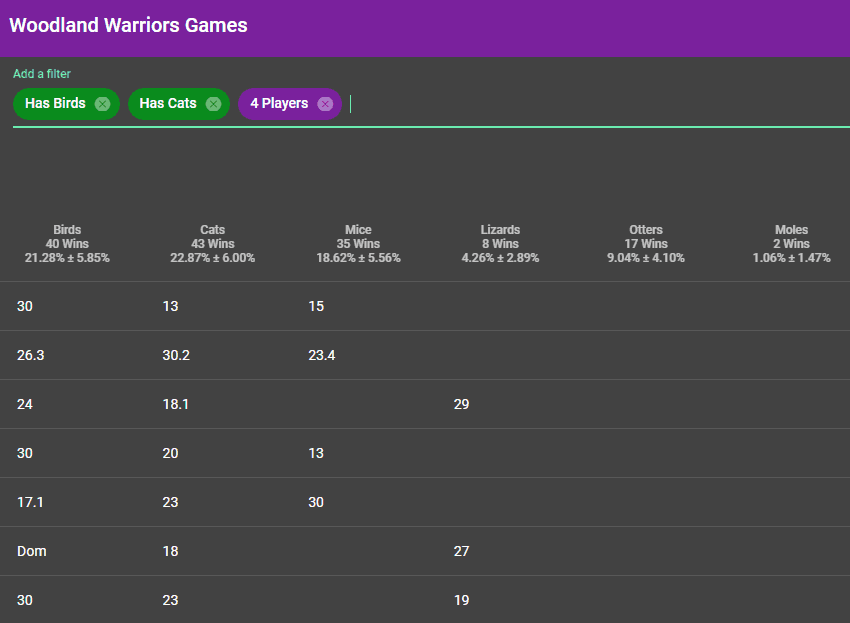 Woodland Warriors Games
Add a filter
Has Birds Has Cats 4 Players
Birds Cats Mice Lizards Otters Moles
40 Wins 43 Wins 35 Wins 8 Wins 17 Wins 2 Wins
21.28% ± 5.85% 22.87% ± 6.00% 18.62% ± 5.56% 4.26% ± 2.89% 9.04% ± 4.10% 1.06% ± 1.47%
30 13 15
26.3 30.2 23.4
24 18.1 29
30 20 13
17.1 23 30
Dom 18 27
30 23 19